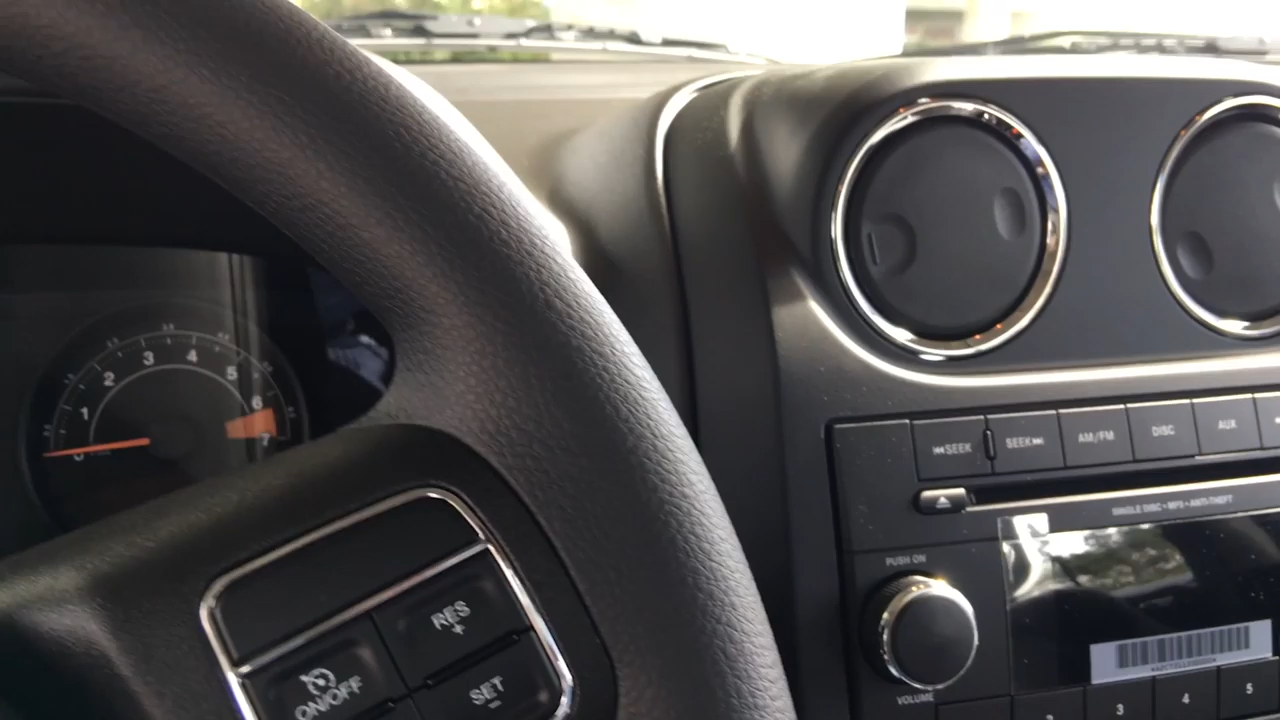 0 1 2 3 4 5 6 7
SEEK
SEEK
AM/FM
DISC
AUX
SINGLE DISC • MP3 • ANTI-THEFT
PUSH ON
VOLUME
3
4
5
RES
+
ON/OFF
SET
-